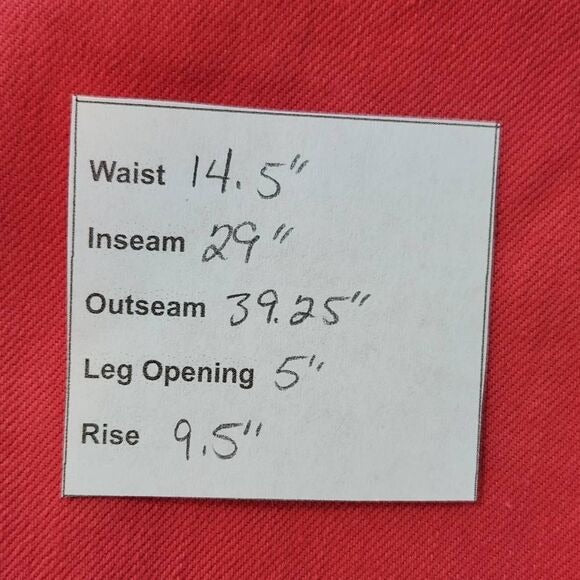 Waist 14.5"
Inseam 29"
Outseam 39.25"
Leg Opening 5"
Rise 9.5"